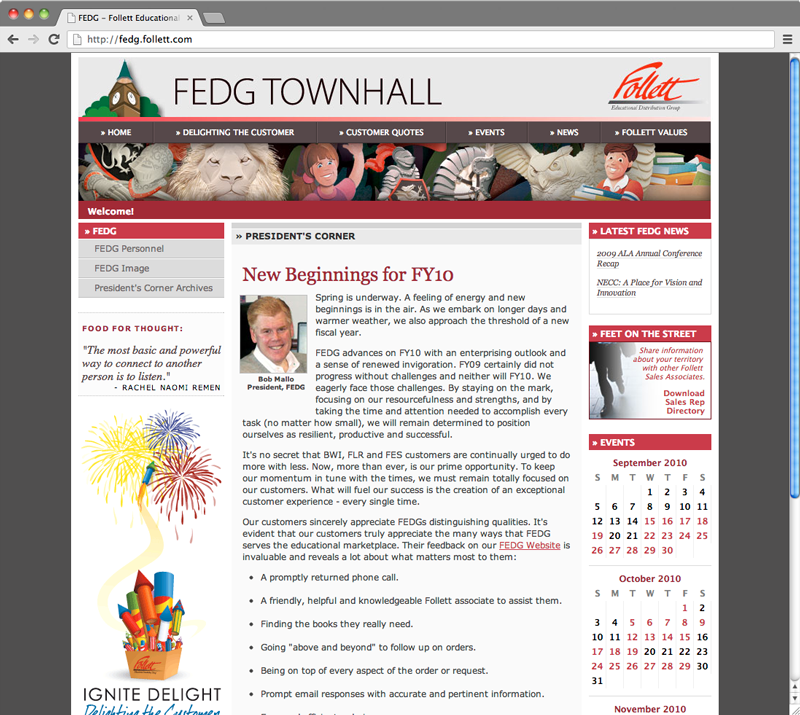 FEDG – Follett Educational
http://fedg.follett.com
FEDG TOWNHALL
Follett
Educational Distribution Group
» HOME
» DELIGHTING THE CUSTOMER
» CUSTOMER QUOTES
» EVENTS
» NEWS
» FOLLETT VALUES
Welcome!
» FEDG
FEDG Personnel
FEDG Image
President's Corner Archives
FOOD FOR THOUGHT:
"The most basic and powerful
way to connect to another
person is to listen."
- RACHEL NAOMI REMEN
Follett
IGNITE DELIGHT
Delighting the Customer
» PRESIDENT'S CORNER
New Beginnings for FY10
Bob Mallo
President, FEDG
Spring is underway. A feeling of energy and new
beginnings is in the air. As we embark on longer days and
warmer weather, we also approach the threshold of a new
fiscal year.
FEDG advances on FY10 with an enterprising outlook and
a sense of renewed invigoration. FY09 certainly did not
progress without challenges and neither will FY10. We
eagerly face those challenges. By staying on the mark,
focusing on our resourcefulness and strengths, and by
taking the time and attention needed to accomplish every
task (no matter how small), we will remain determined to position
ourselves as resilient, productive and successful.
It's no secret that BWI, FLR and FES customers are continually urged to do
more with less. Now, more than ever, is our prime opportunity. To keep
our momentum in tune with the times, we must remain totally focused on
our customers. What will fuel our success is the creation of an exceptional
customer experience - every single time.
Our customers sincerely appreciate FEDGs distinguishing qualities. It's
evident that our customers truly appreciate the many ways that FEDG
serves the educational marketplace. Their feedback on our FEDG Website is
invaluable and reveals a lot about what matters most to them:
• A promptly returned phone call.
• A friendly, helpful and knowledgeable Follett associate to assist them.
• Finding the books they really need.
• Going "above and beyond" to follow up on orders.
• Being on top of every aspect of the order or request.
• Prompt email responses with accurate and pertinent information.
» LATEST FEDG NEWS
2009 ALA Annual Conference
Recap
NECC: A Place for Vision and
Innovation
» FEET ON THE STREET
Share information
about your territory
with other Follett
Sales Associates.
Download
Sales Rep
Directory
» EVENTS
September 2010
S M T W T F S
1 2 3 4
5 6 7 8 9 10 11
12 13 14 15 16 17 18
19 20 21 22 23 24 25
26 27 28 29 30
October 2010
S M T W T F S
1 2
3 4 5 6 7 8 9
10 11 12 13 14 15 16
17 18 19 20 21 22 23
24 25 26 27 28 29 30
31
November 2010